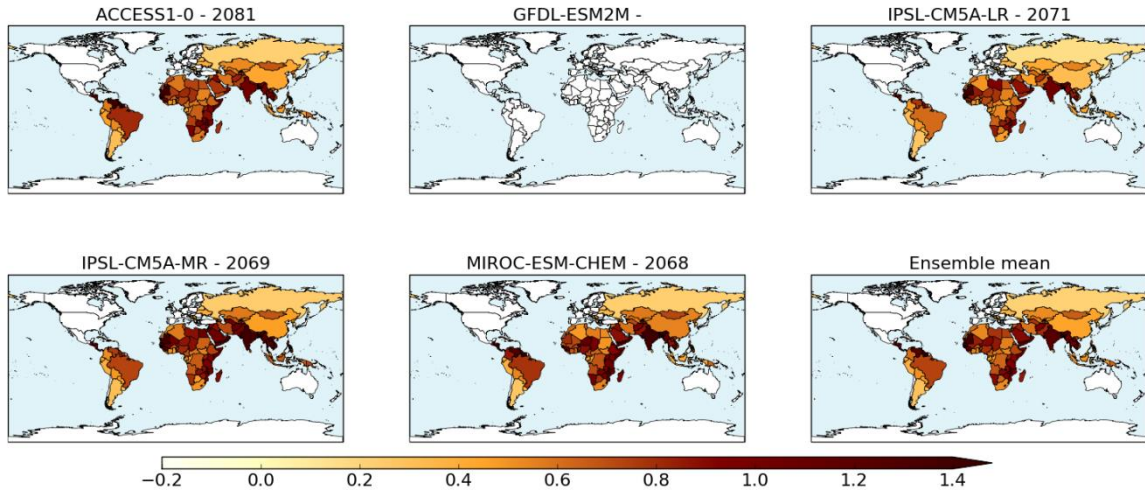 ACCESS1-0 - 2081
GFDL-ESM2M -
IPSL-CM5A-LR - 2071
IPSL-CM5A-MR - 2069
MIROC-ESM-CHEM - 2068
Ensemble mean
−0.2 0.0 0.2 0.4 0.6 0.8 1.0 1.2 1.4